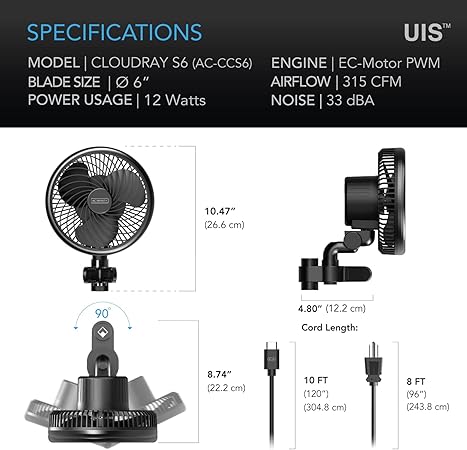 SPECIFICATIONS
UIS™
MODEL | CLOUDRAY S6 (AC-CCS6)
BLADE SIZE | Ø 6”
POWER USAGE | 12 Watts
ENGINE | EC-Motor PWM
AIRFLOW | 315 CFM
NOISE | 33 dBA
10.47”
(26.6 cm)
4.80” (12.2 cm)
Cord Length:
90°
8.74”
(22.2 cm)
10 FT
(120”)
(304.8 cm)
8 FT
(96”)
(243.8 cm)